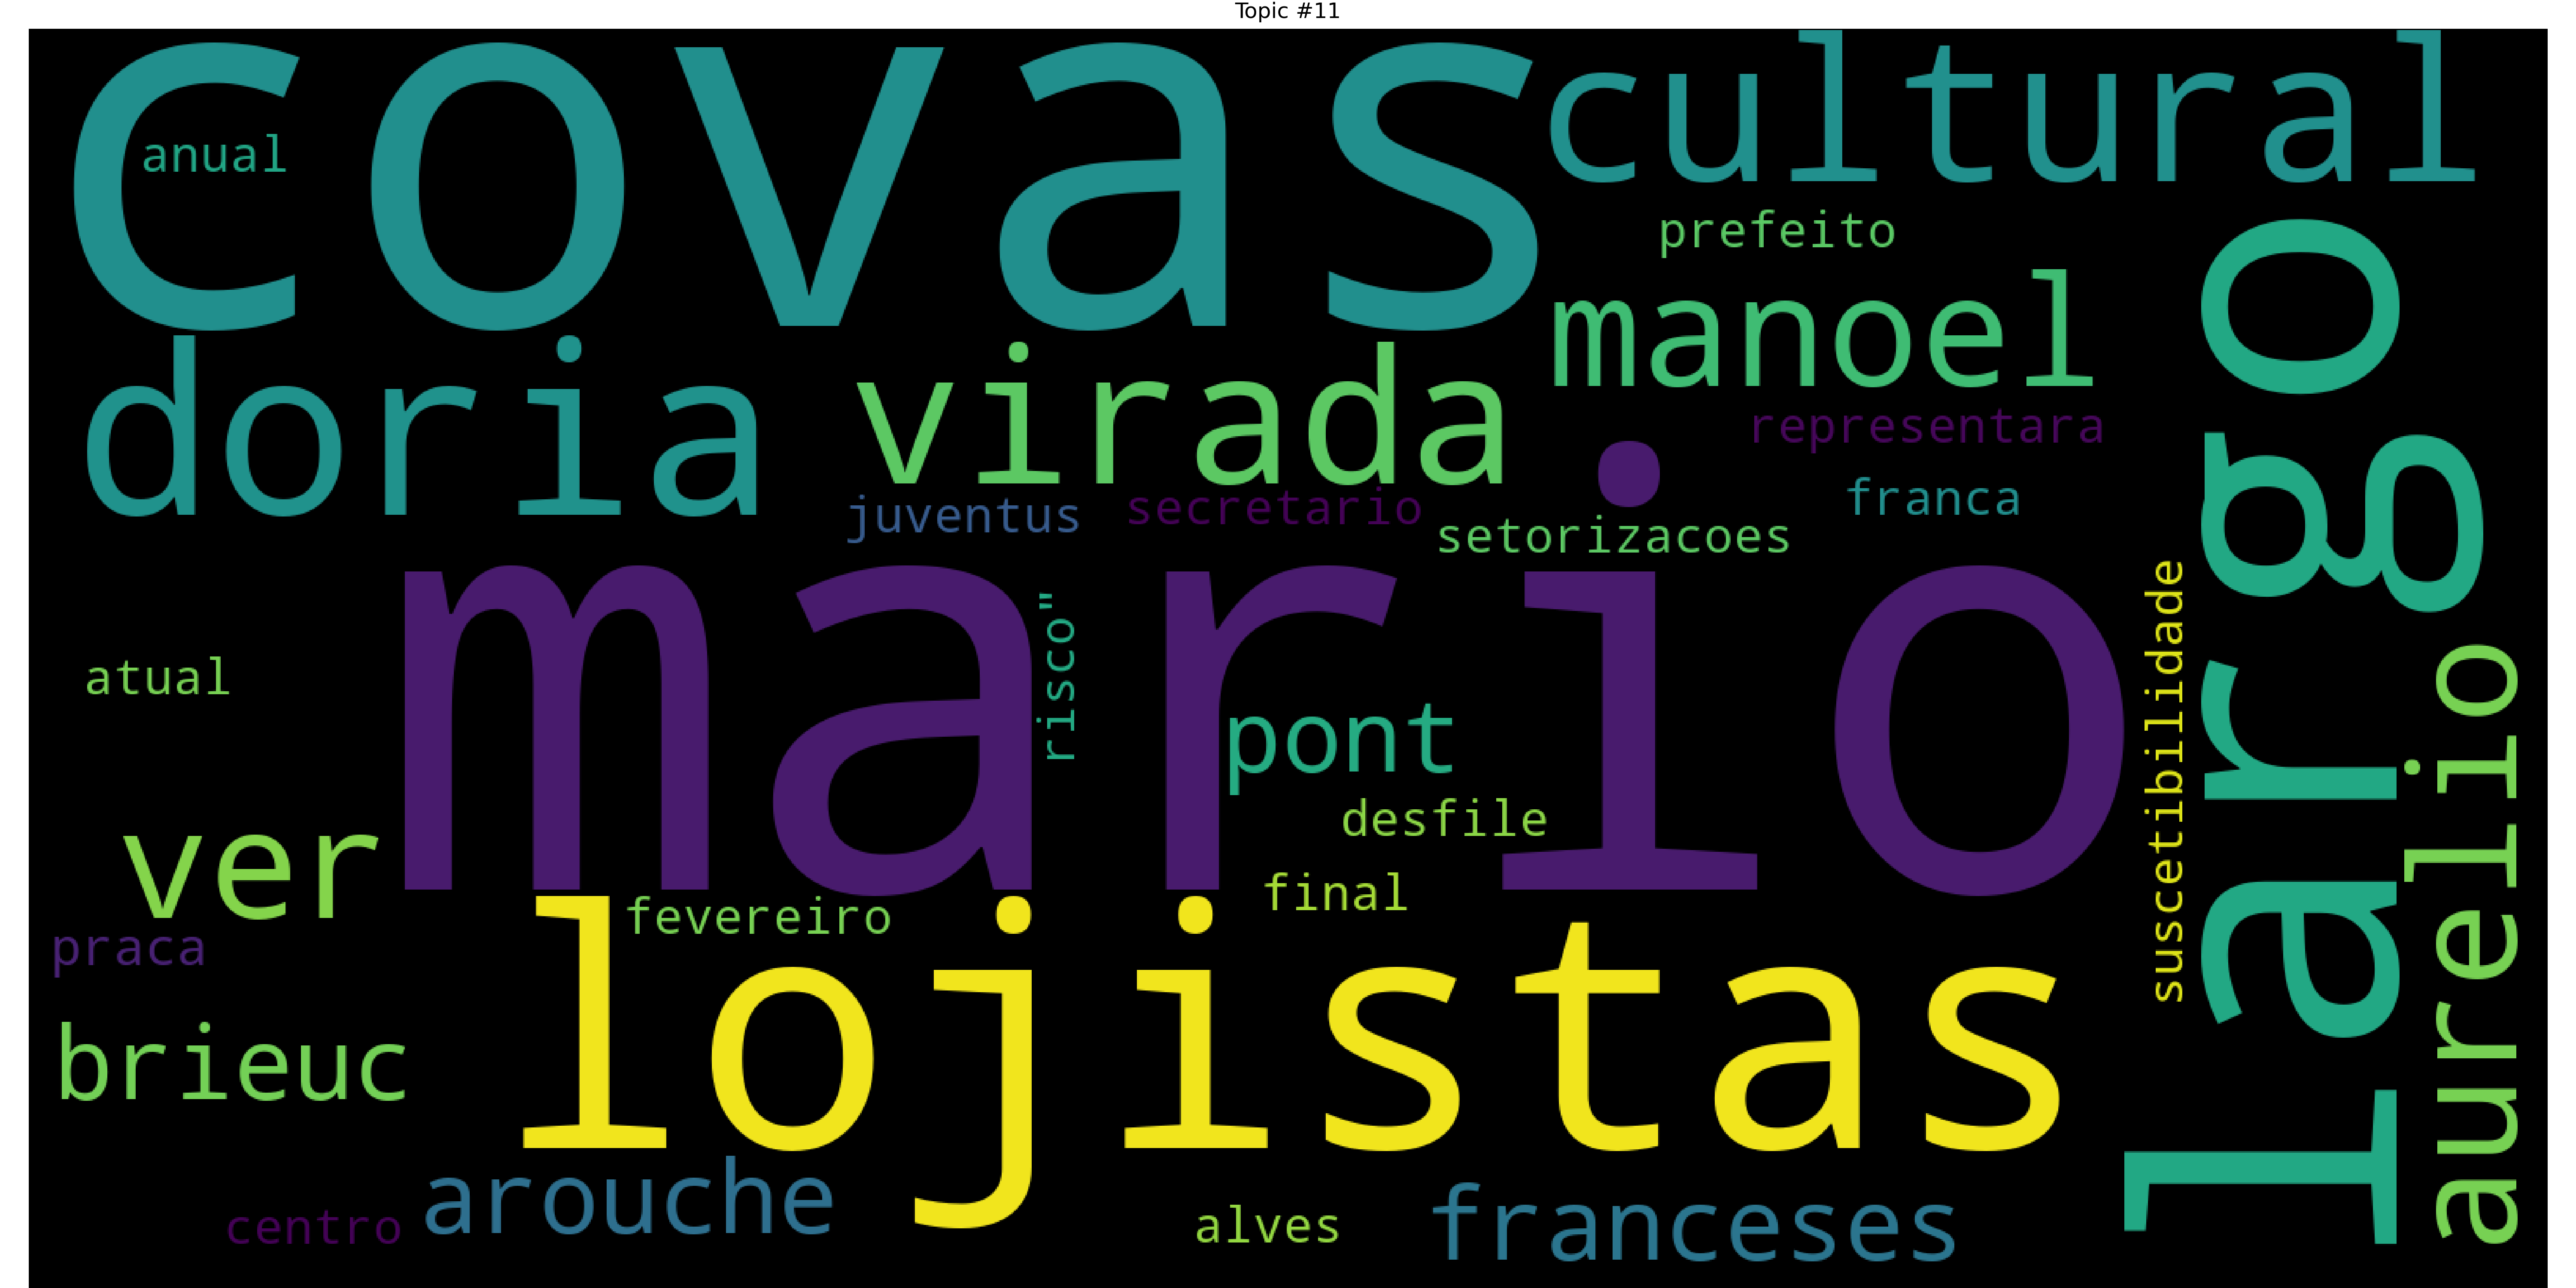 Topic #11
covas
cultural
anual
prefeito
largo
manoel
doria
virada
representara
juventus
secretario
setorizacoes
franca
mario
risco"
suscetibilidade
atual
pont
aurelio
desfile
ver
final
fevereiro
praca
lojistas
brieuc
arouche
centro
alves
franceses